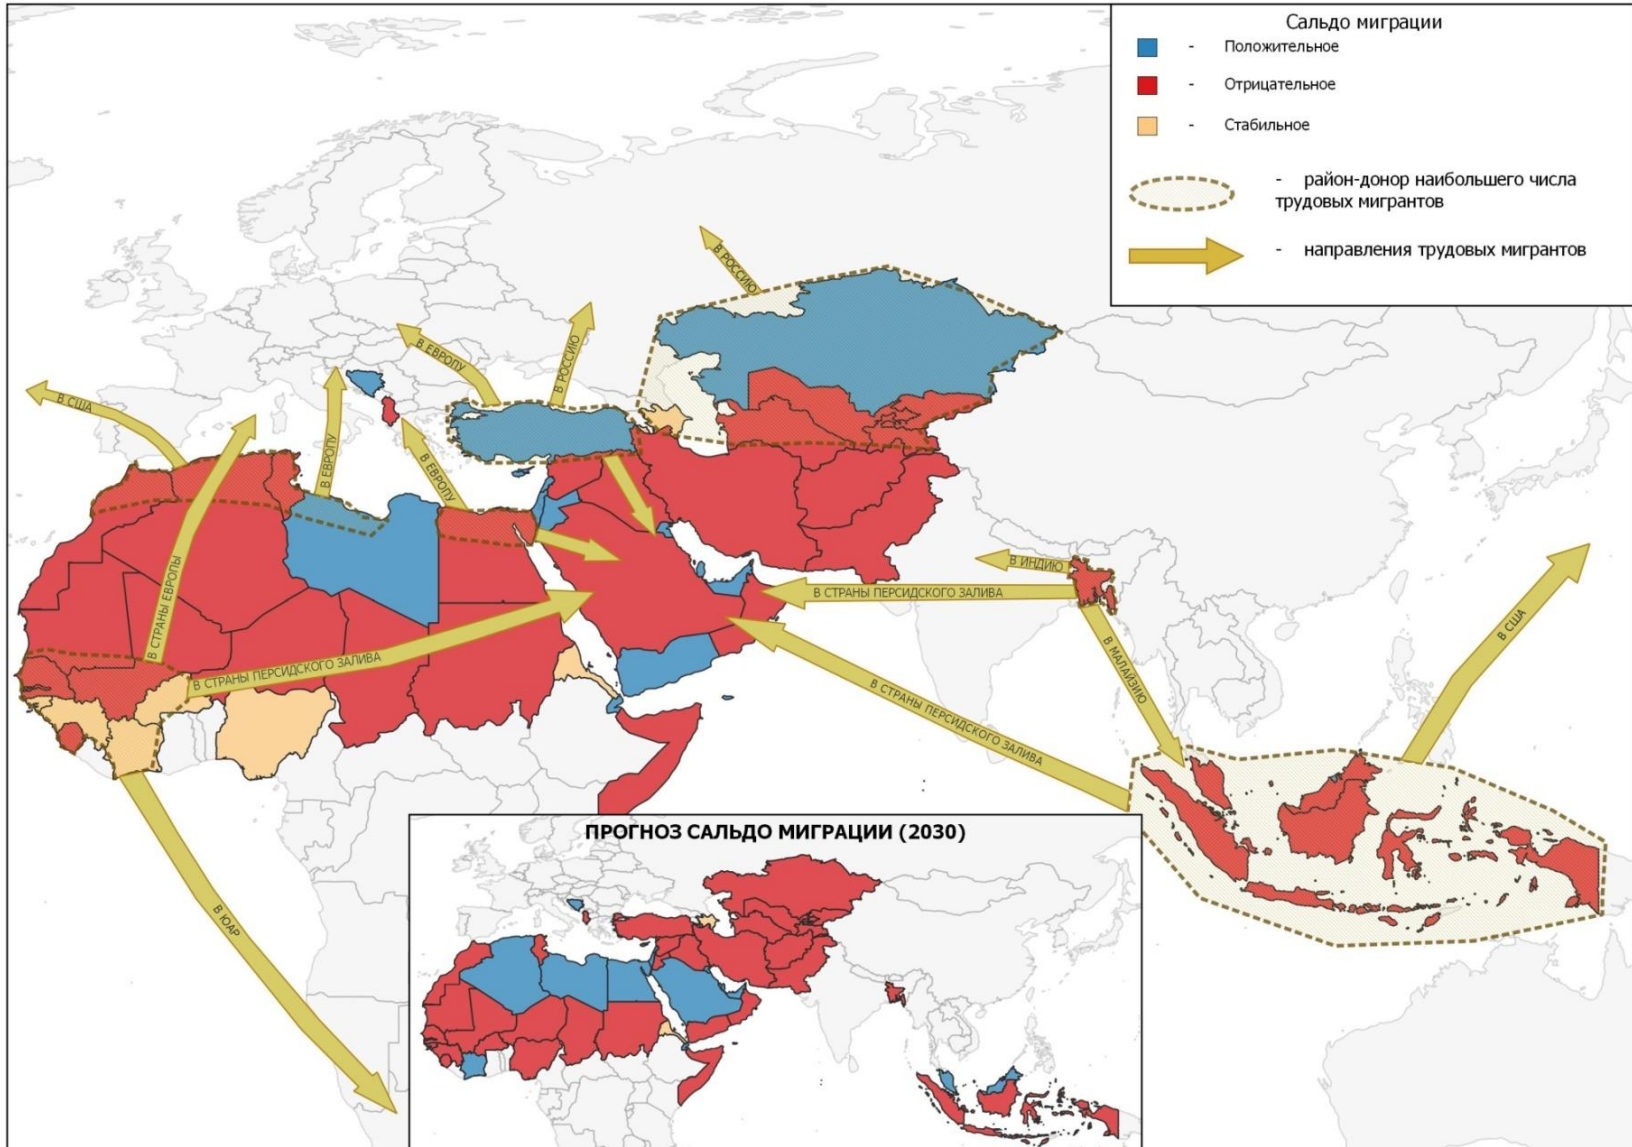 Сальдо миграции
- Положительное
- Отрицательное
- Стабильное
- район-донор наибольшего числа
трудовых мигрантов
- направления трудовых мигрантов
В РОССИЮ
В РОССИЮ
В ЕВРОПУ
В США
В ЕВРОПУ
В ЕВРОПУ
В СТРАНЫ ЕВРОПЫ
В ИНДИЮ
В СТРАНЫ ПЕРСИДСКОГО ЗАЛИВА
В СТРАНЫ ПЕРСИДСКОГО ЗАЛИВА
В МАЛАЙЗИЮ
В США
В СТРАНЫ ПЕРСИДСКОГО ЗАЛИВА
В ЮАР
ПРОГНОЗ САЛЬДО МИГРАЦИИ (2030)